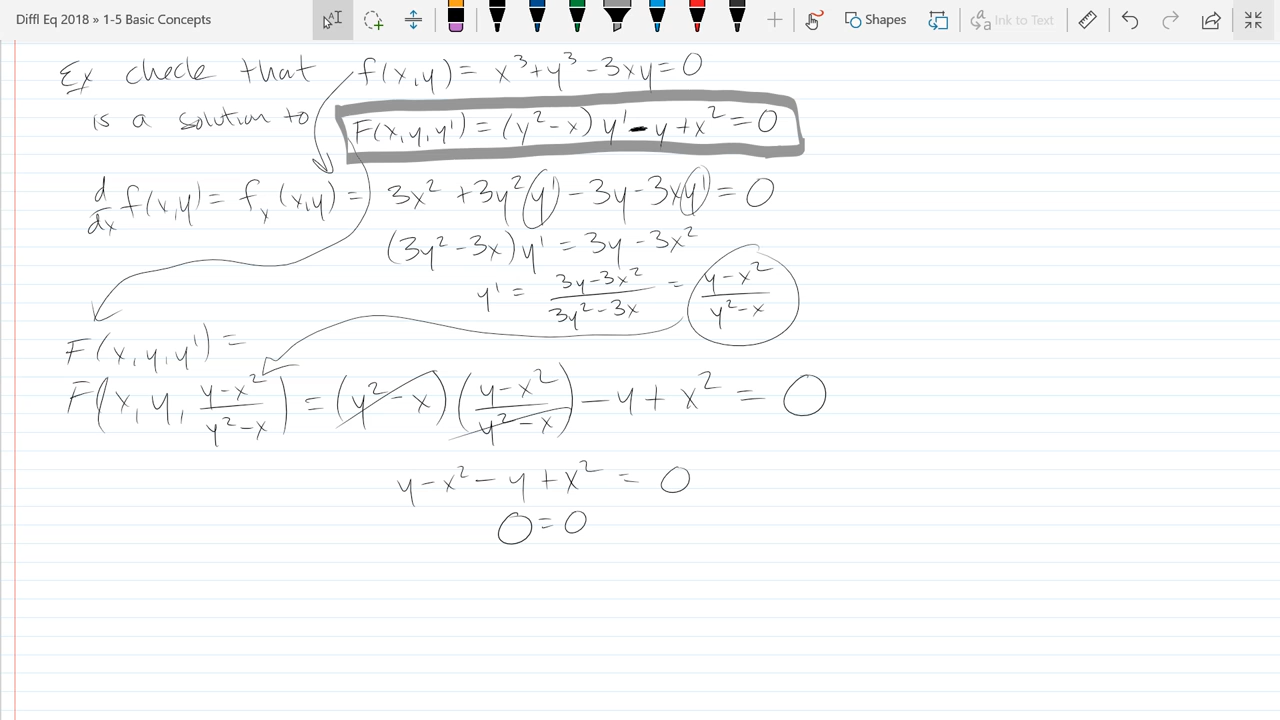 Diffl Eq 2018 » 1-5 Basic Concepts
Shapes
Ink to Text
Ex check that f(x,y) = x³+y³-3xy=0
is a solution to F(x,y,y') = (y²-x) y' - y + x² = 0
d/dx f(x,y) = fₓ(x,y) = 3x² + 3y² y' - 3y - 3xy' = 0
(3y²-3x) y' = 3y - 3x²
y' = (3y-3x²)/(3y²-3x) = (y-x²)/(y²-x)
F(x,y,y') =
F(x, y, (y-x²)/(y²-x)) = (y²-x) ((y-x²)/(y²-x)) - y + x² = 0
y-x² - y + x² = 0
0 = 0